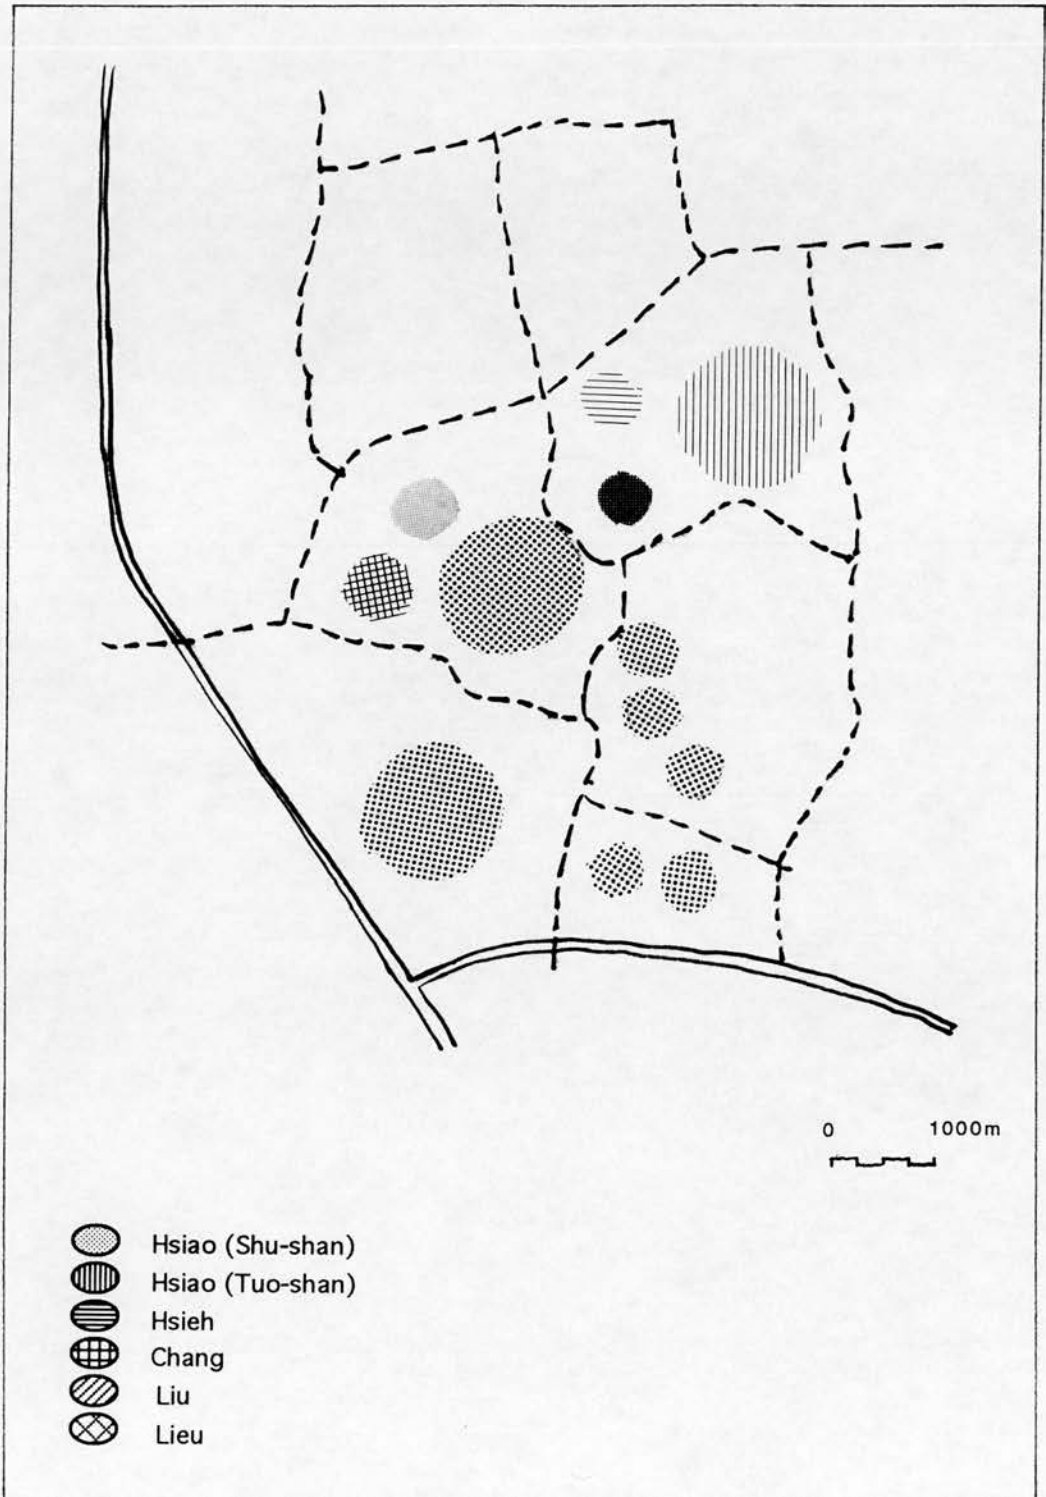 0 1000m
Hsiao (Shu-shan)
Hsiao (Tuo-shan)
Hsieh
Chang
Liu
Lieu